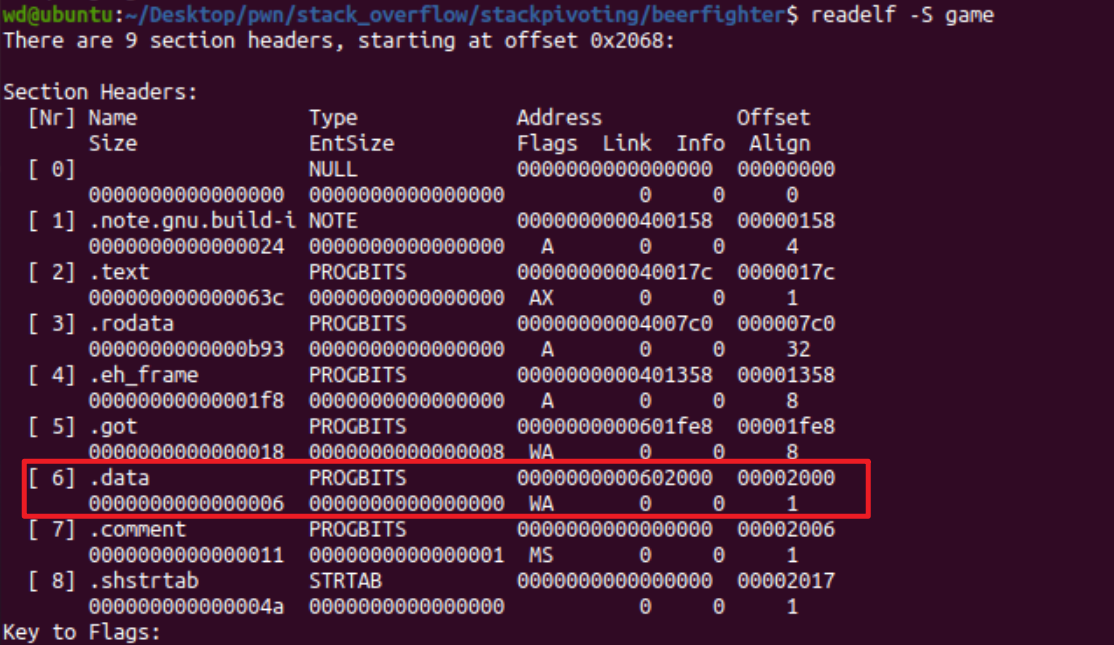 wd@ubuntu:~/Desktop/pwn/stack_overflow/stackpivoting/beerfighter$ readelf -S game
There are 9 section headers, starting at offset 0x2068:
Section Headers:
[Nr] Name Type Address Offset
Size EntSize Flags Link Info Align
[ 0] NULL 0000000000000000 00000000
0000000000000000 0000000000000000 0 0 0
[ 1] .note.gnu.build-i NOTE 0000000000400158 00000158
0000000000000024 0000000000000000 A 0 0 4
[ 2] .text PROGBITS 000000000040017c 0000017c
000000000000063c 0000000000000000 AX 0 0 1
[ 3] .rodata PROGBITS 00000000004007c0 000007c0
0000000000000b93 0000000000000000 A 0 0 32
[ 4] .eh_frame PROGBITS 0000000000401358 00001358
00000000000001f8 0000000000000000 A 0 0 8
[ 5] .got PROGBITS 0000000000601fe8 00001fe8
0000000000000018 0000000000000008 WA 0 0 8
[ 6] .data PROGBITS 0000000000602000 00002000
0000000000000006 0000000000000000 WA 0 0 1
[ 7] .comment PROGBITS 0000000000000000 00002006
0000000000000011 0000000000000001 MS 0 0 1
[ 8] .shstrtab STRTAB 0000000000000000 00002017
000000000000004a 0000000000000000 0 0 1
Key to Flags: